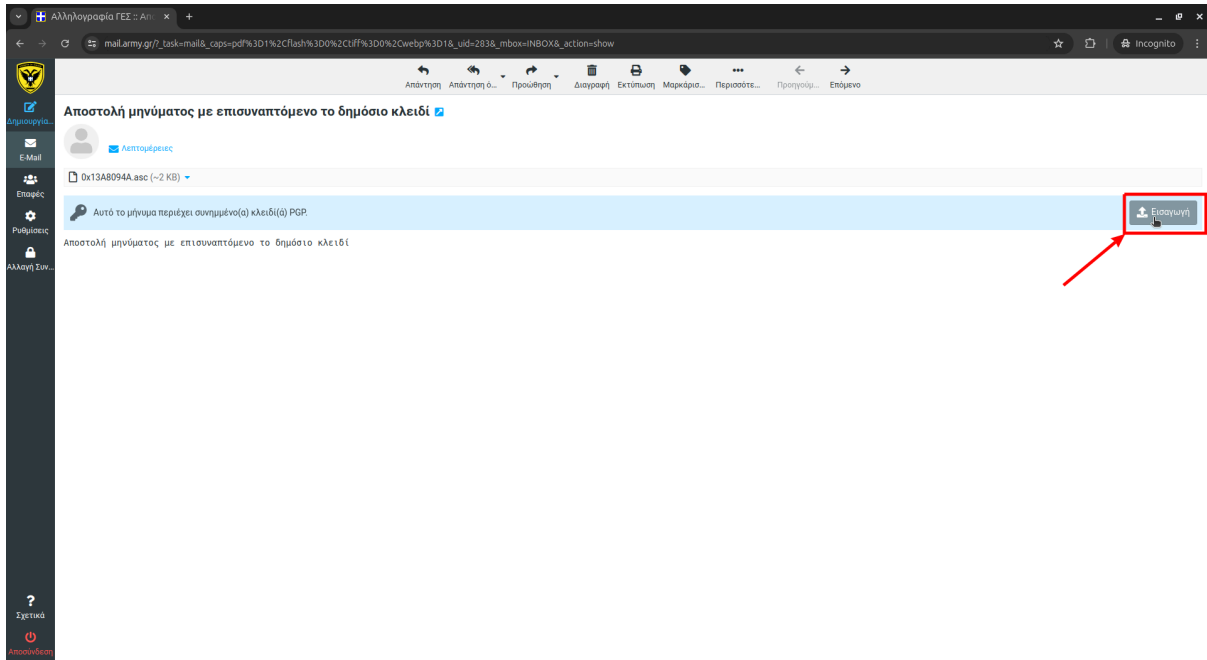 Αλληλογραφία ΓΕΣ :: Απο
mail.army.gr/?_task=mail&_caps=pdf%3D1%2Cflash%3D0%2Ctiff%3D0%2Cwebp%3D1&_uid=283&_mbox=INBOX&_action=show
Incognito
Απάντηση Απάντηση ό... Προώθηση Διαγραφή Εκτύπωση Μαρκάρισ... Περισσότε... Προηγούμ... Επόμενο
Δημιουργία...
E-Mail
Επαφές
Ρυθμίσεις
Αλλαγή Συν...
Σχετικά
Αποσύνδεση
Αποστολή μηνύματος με επισυναπτόμενο το δημόσιο κλειδί
Λεπτομέρειες
0x13A8094A.asc (~2 KB)
Αυτό το μήνυμα περιέχει συνημμένο(α) κλειδί(ά) PGP.
Εισαγωγή
Αποστολή μηνύματος με επισυναπτόμενο το δημόσιο κλειδί